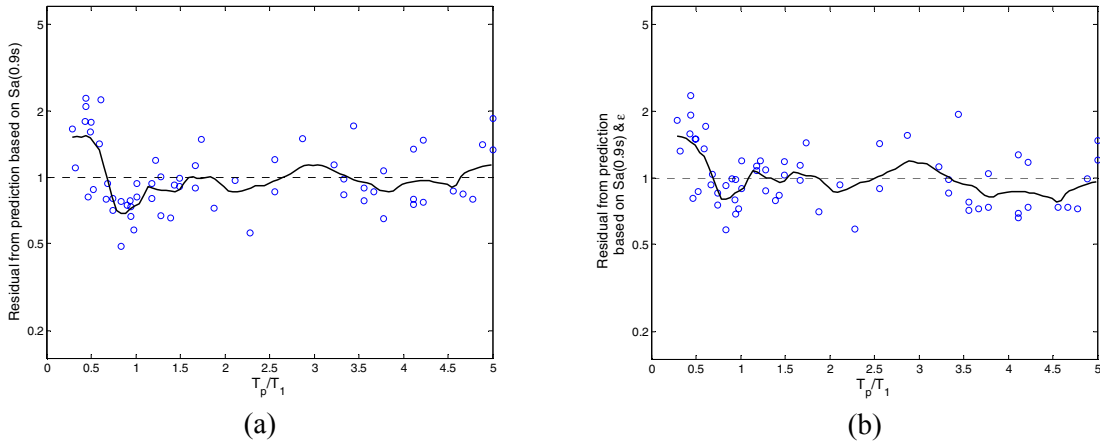 Residual from prediction based on Sa(0.9s)
5
2
1
0.5
0.2
0 0.5 1 1.5 2 2.5 3 3.5 4 4.5 5
T_p/T_1
(a)
Residual from prediction
based on Sa(0.9s) & ε
5
2
1
0.5
0.2
0 0.5 1 1.5 2 2.5 3 3.5 4 4.5 5
T_p/T_1
(b)